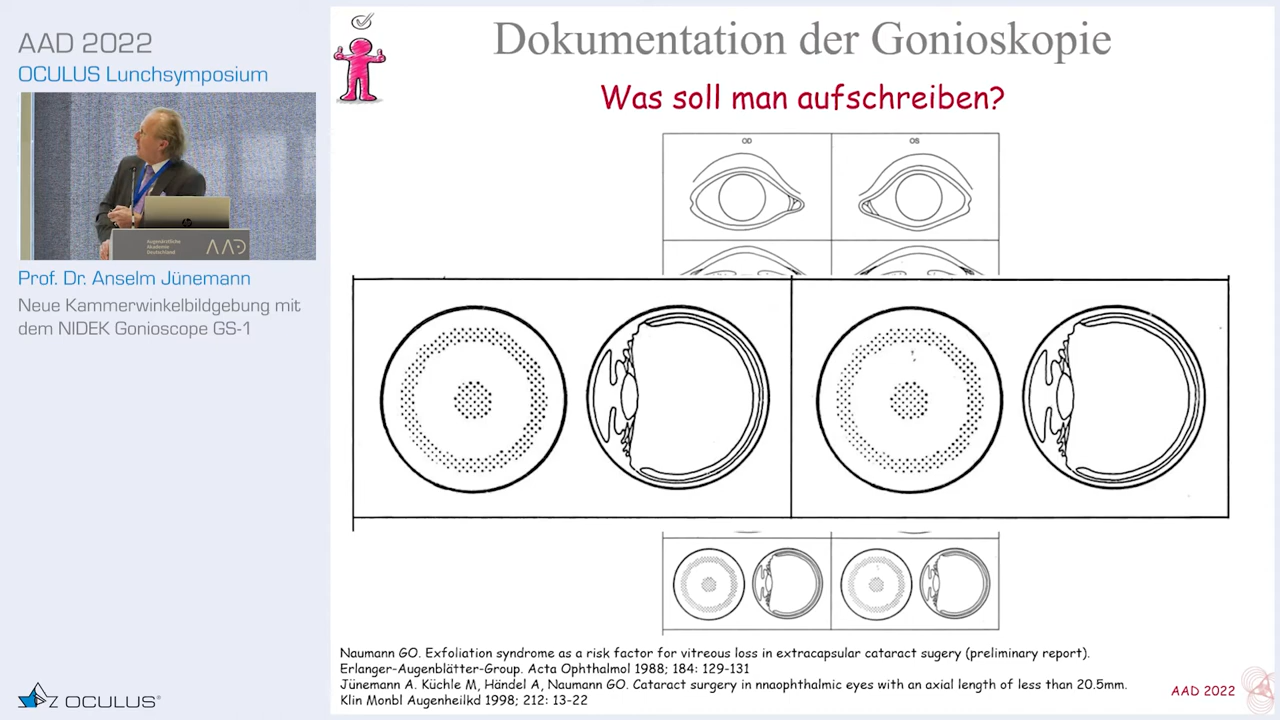 AAD 2022
OCULUS Lunchsymposium
Augenärztliche
Akademie
Deutschland
AAD
Prof. Dr. Anselm Jünemann
Neue Kammerwinkelbildgebung mit
dem NIDEK Gonioscope GS-1
OCULUS®
Dokumentation der Gonioskopie
Was soll man aufschreiben?
OD
OS
Naumann GO. Exfoliation syndrome as a risk factor for vitreous loss in extracapsular cataract sugery (preliminary report).
Erlanger-Augenblätter-Group. Acta Ophthalmol 1988; 184: 129-131
Jünemann A. Küchle M, Händel A, Naumann GO. Cataract surgery in nnaophthalmic eyes with an axial length of less than 20.5mm.
Klin Monbl Augenheilkd 1998; 212: 13-22
AAD 2022